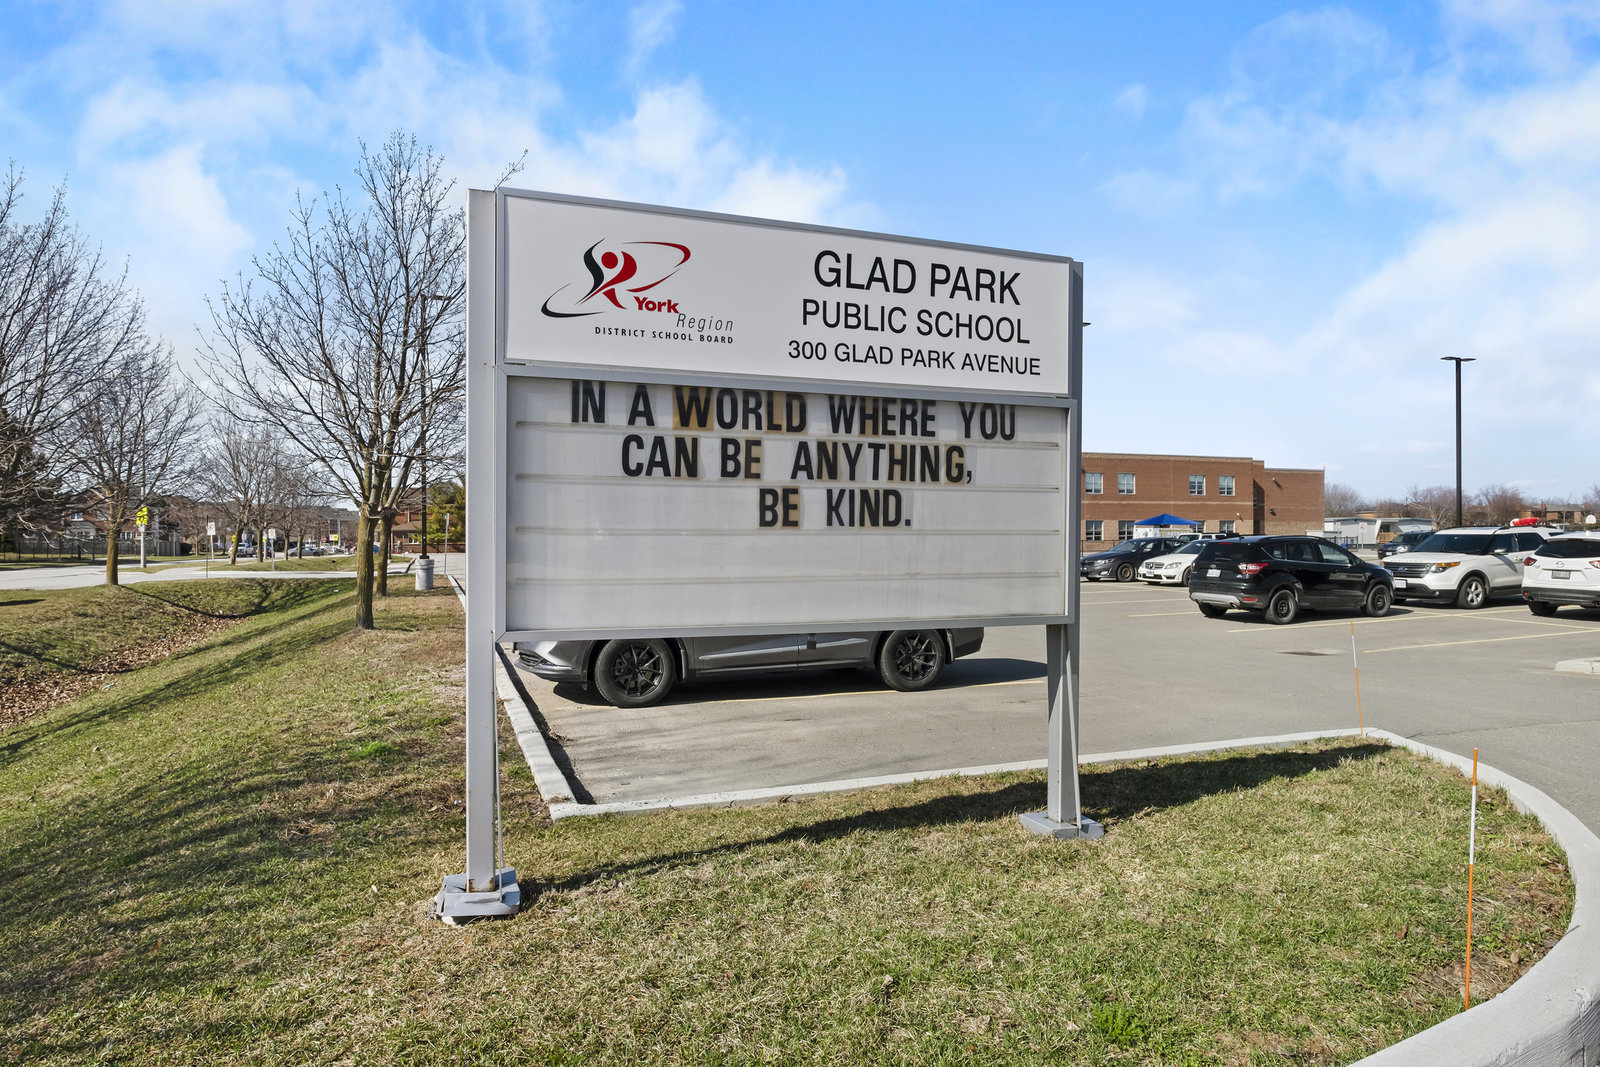 York
Region
DISTRICT SCHOOL BOARD
GLAD PARK
PUBLIC SCHOOL
300 GLAD PARK AVENUE
IN A WORLD WHERE YOU
CAN BE ANYTHING,
BE KIND.